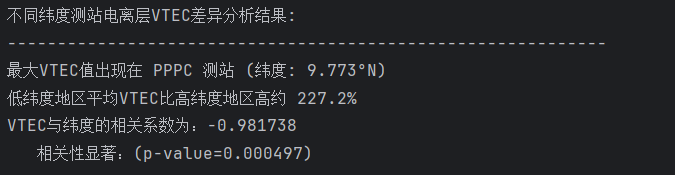 不同纬度测站电离层VTEC差异分析结果:
------------------------------------------------------------
最大VTEC值出现在 PPPC 测站 (纬度: 9.773°N)
低纬度地区平均VTEC比高纬度地区高约 227.2%
VTEC与纬度的相关系数为：-0.981738
相关性显著：(p-value=0.000497)